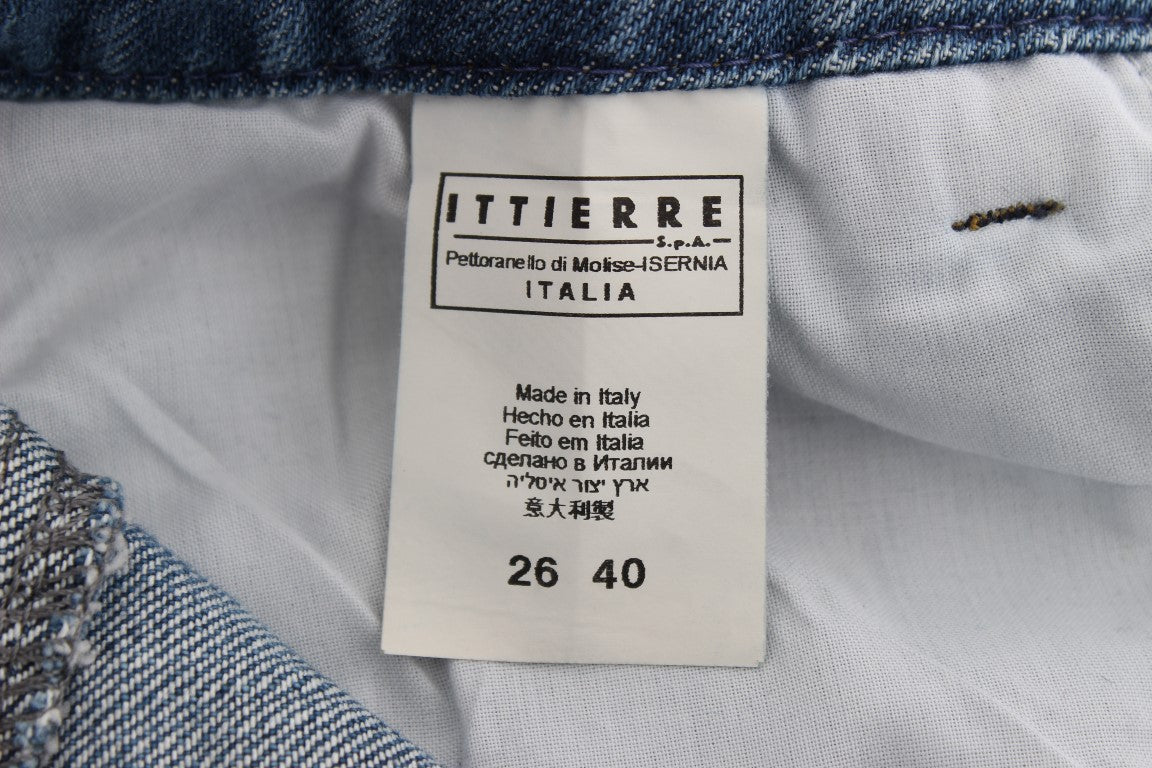 ITTIERRE
S.p.A.
Pettoranello di Molise-ISERNIA
ITALIA
Made in Italy
Hecho en Italia
Feito em Italia
сделано в Италии
ארץ יצור איטליה
意大利製
26 40